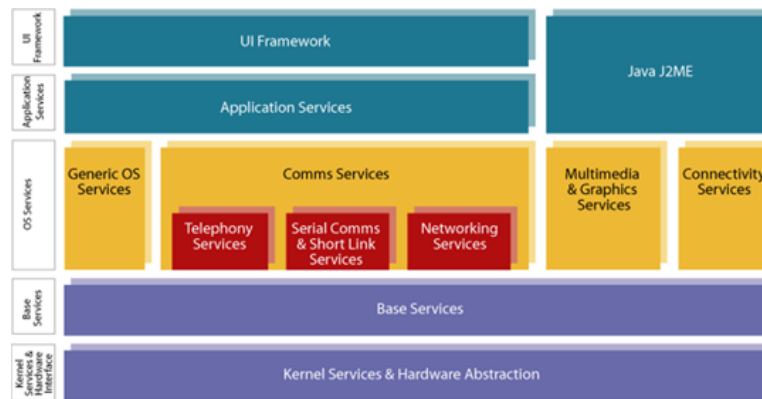 UI
Framework
UI Framework
Java J2ME
Application
Services
Application Services
OS Services
Generic OS
Services
Comms Services
Multimedia
& Graphics
Services
Connectivity
Services
Telephony
Services
Serial Comms
& Short Link
Services
Networking
Services
Base
Services
Base Services
Kernel
Services &
Hardware
Interface
Kernel Services & Hardware Abstraction